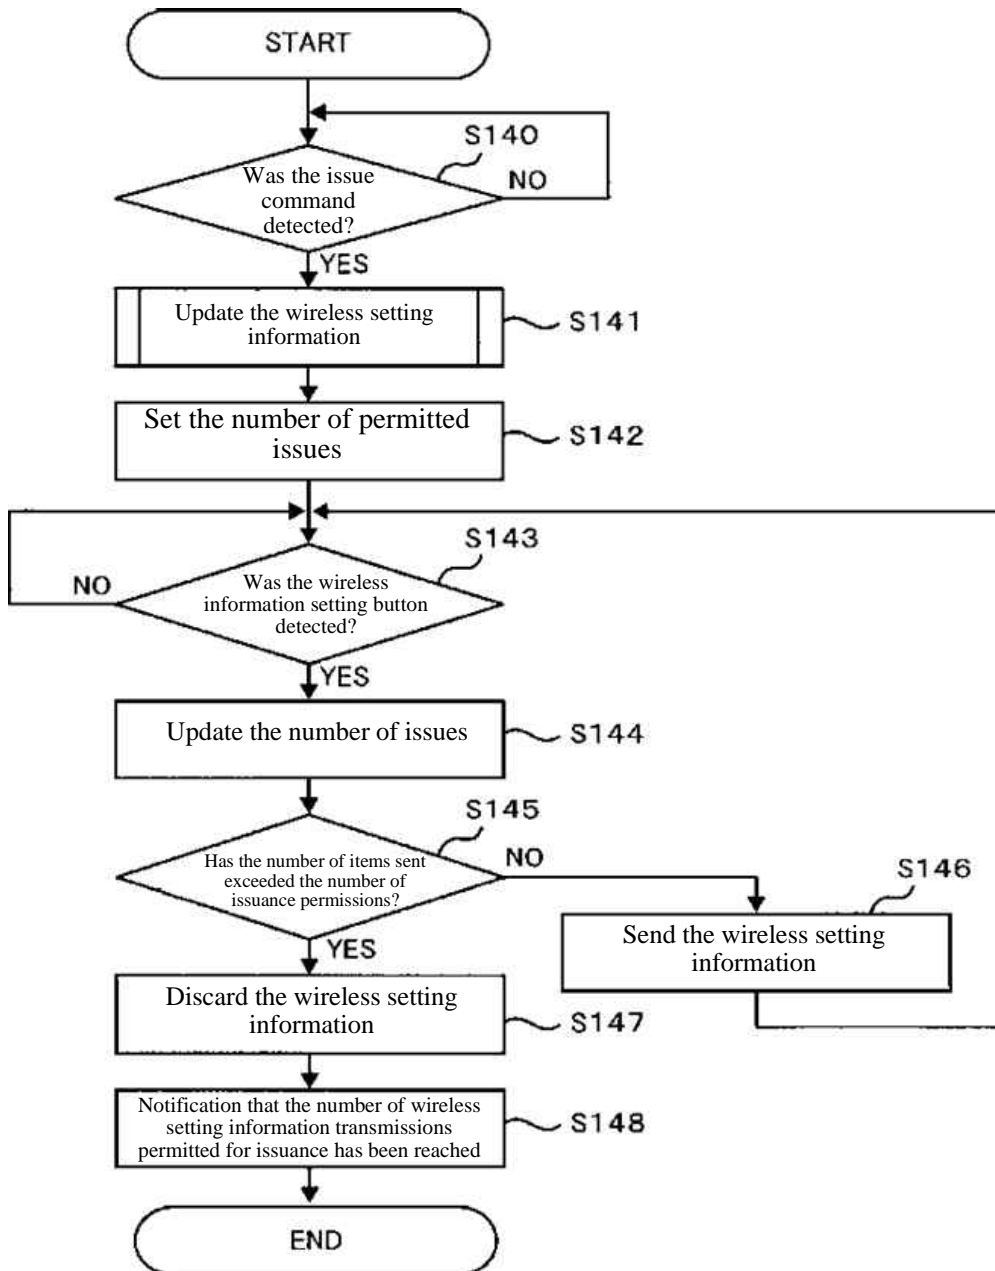 START
S140
Was the issue
command
detected?
NO
YES
Update the wireless setting
information
S141
Set the number of permitted
issues
S142
S143
NO
Was the wireless
information setting button
detected?
YES
Update the number of issues
S144
S145
Has the number of items sent
exceeded the number of
issuance permissions?
NO
S146
Send the wireless setting
information
YES
Discard the wireless setting
information
S147
Notification that the number of wireless
setting information transmissions
permitted for issuance has been reached
S148
END